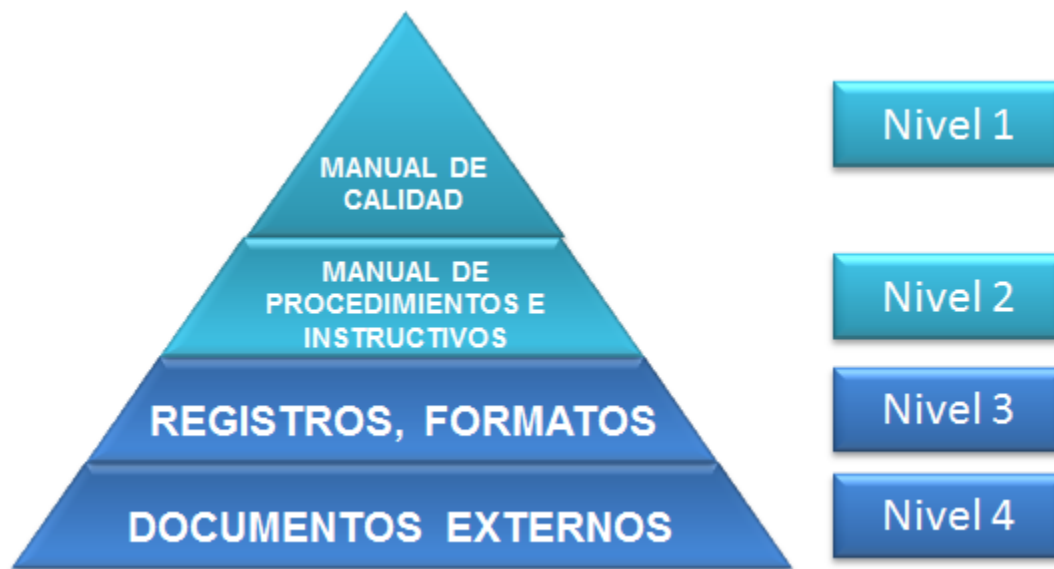 MANUAL DE
CALIDAD
Nivel 1
MANUAL DE
PROCEDIMIENTOS E
INSTRUCTIVOS
Nivel 2
REGISTROS, FORMATOS
Nivel 3
DOCUMENTOS EXTERNOS
Nivel 4